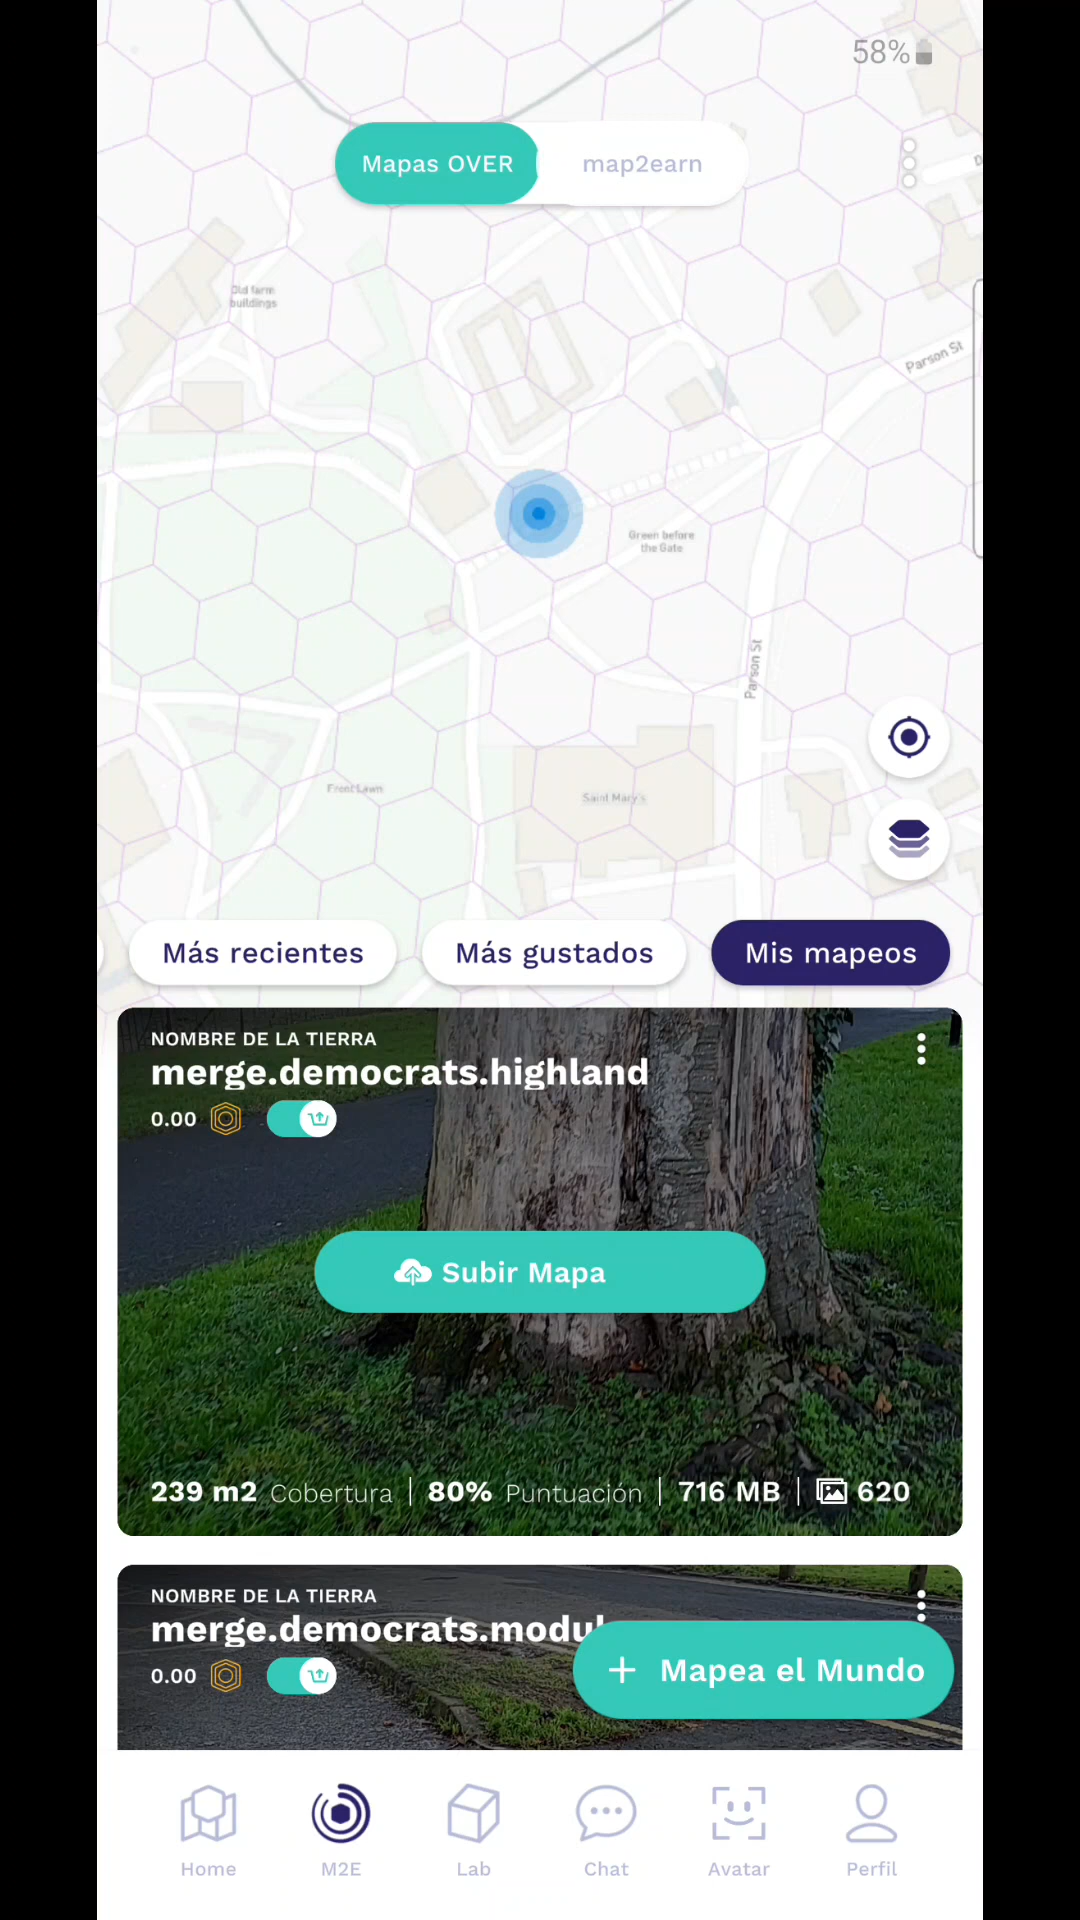 58%
Mapas OVER
map2earn
Old farm
buildings
Parson St
Green before
the Gate
Parson St
Front Lawn
Saint Mary's
Más recientes
Más gustados
Mis mapeos
NOMBRE DE LA TIERRA
merge.democrats.highland
0.00
Subir Mapa
239 m2 Cobertura | 80% Puntuación | 716 MB | 620
NOMBRE DE LA TIERRA
merge.democrats.modul
0.00
+ Mapea el Mundo
Home
M2E
Lab
Chat
Avatar
Perfil